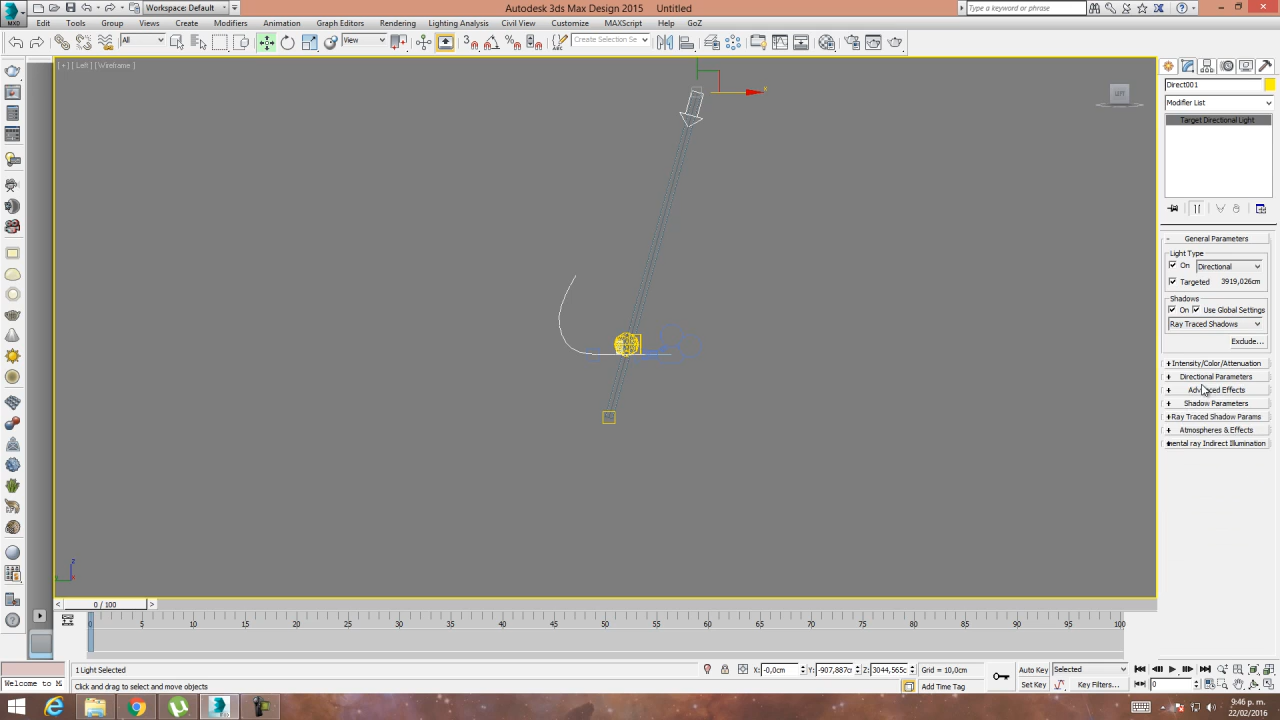 Workspace: Default
Autodesk 3ds Max Design 2015 Untitled
Type a keyword or phrase
Edit Tools Group Views Create Modifiers Animation Graph Editors Rendering Lighting Analysis Civil View Customize MAXScript Help GoZ
All View Create Selection Se
[ + ] [ Left ] [ Wireframe ]
x
LEFT
Direct001
Modifier List
Target Directional Light
- General Parameters
Light Type
On Directional
Targeted 3919,026cm
Shadows
On Use Global Settings
Ray Traced Shadows
Exclude...
+ Intensity/Color/Attenuation
+ Directional Parameters
+ Advanced Effects
+ Shadow Parameters
+ Ray Traced Shadow Params
+ Atmospheres & Effects
mental ray Indirect Illumination
z
< 0 / 100 >
0 5 10 15 20 25 30 35 40 45 50 55 60 65 70 75 80 85 90 95 100
1 Light Selected X: -0,0cm Y: -907,887c Z: 3044,565c Grid = 10,0cm Auto Key Selected
Welcome to M Click and drag to select and move objects Add Time Tag Set Key Key Filters... 0
9:46 p. m.
22/02/2016